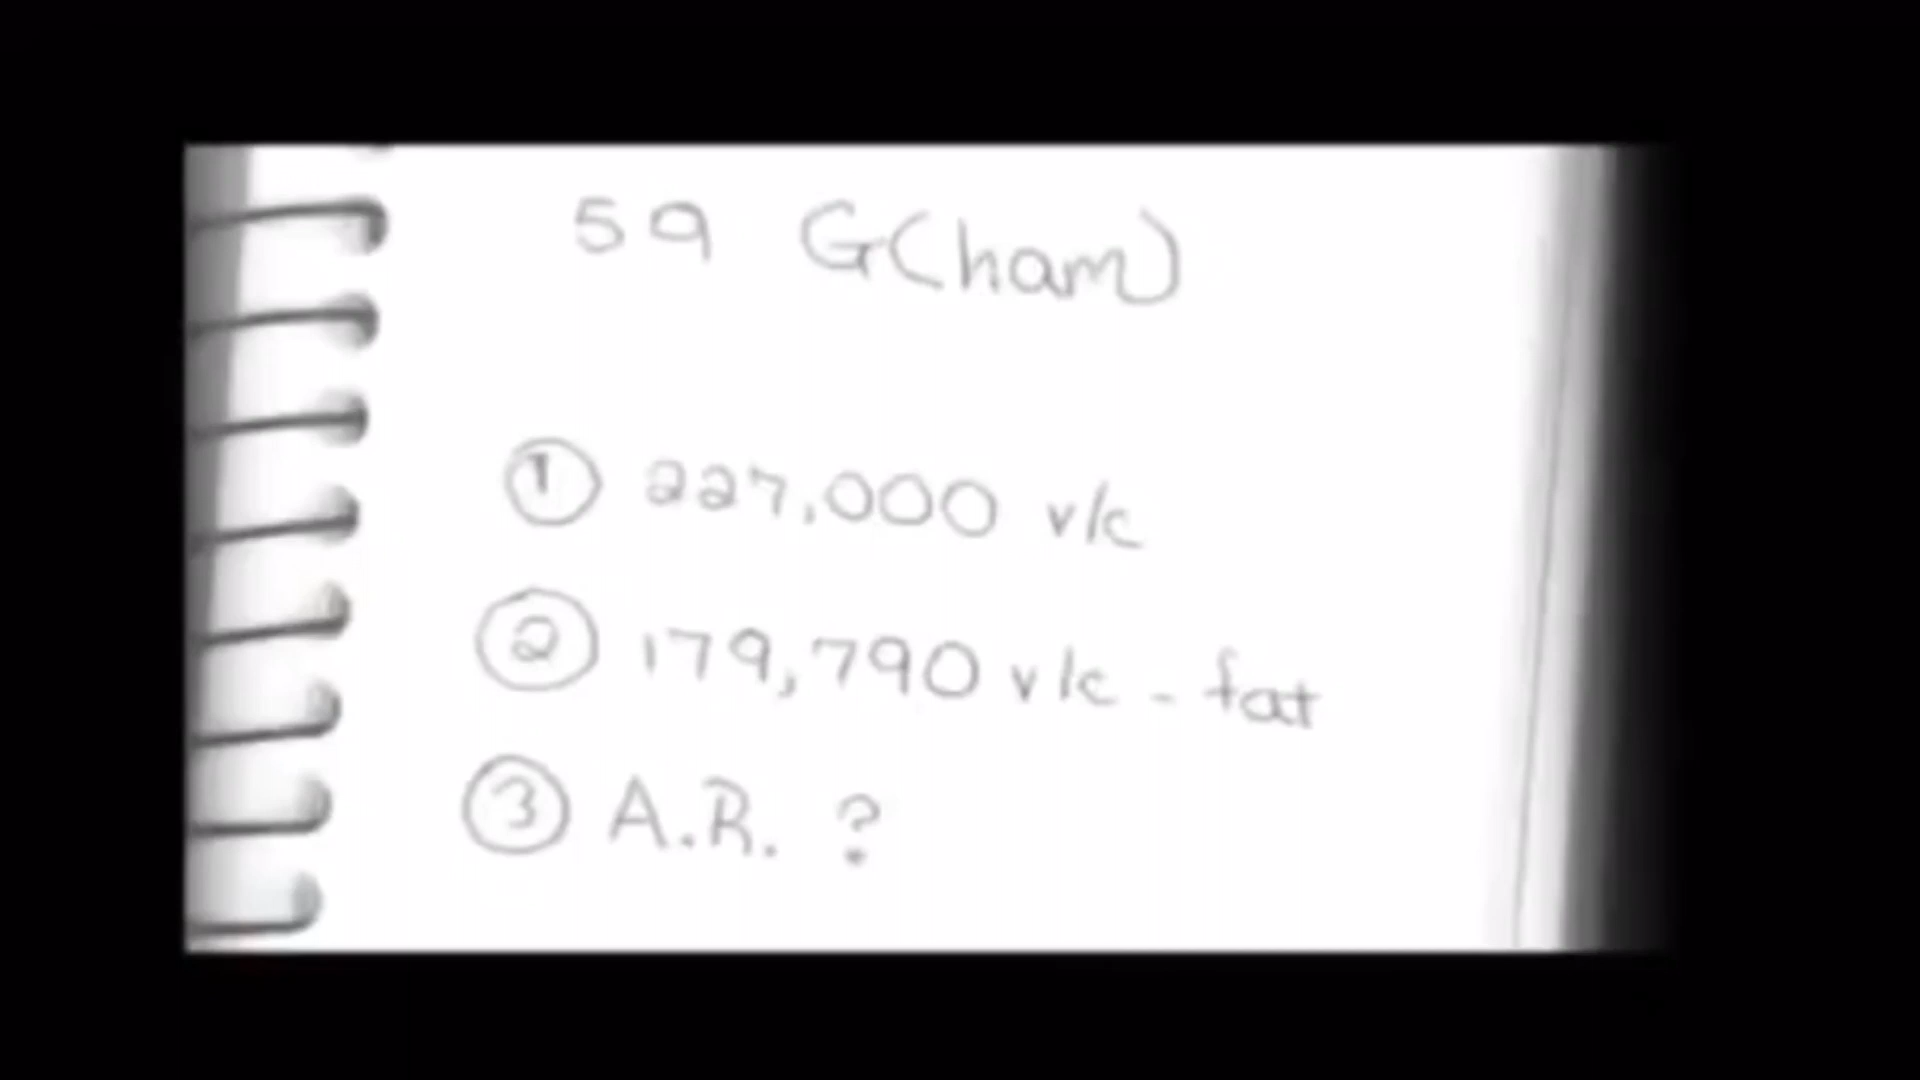 59 G(ham)
① 227,000 v/c
② 179,790 v/c - fat
③ A.R. ?